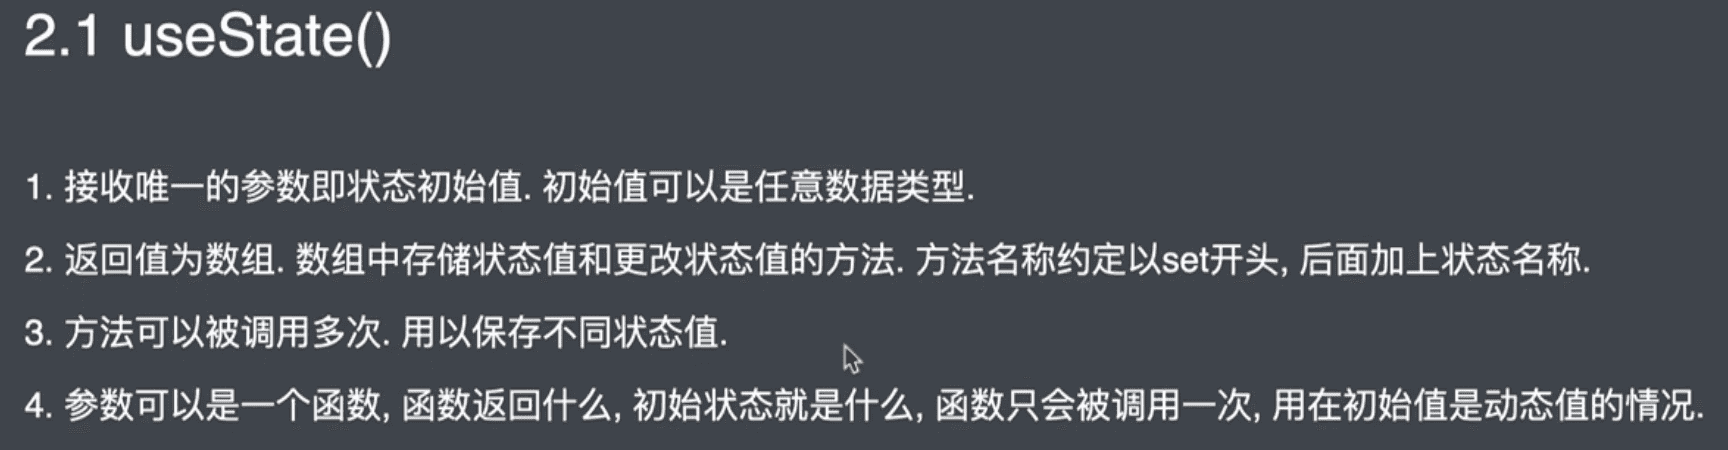 2.1 useState()
1. 接收唯一的参数即状态初始值. 初始值可以是任意数据类型.
2. 返回值为数组. 数组中存储状态值和更改状态值的方法. 方法名称约定以set开头, 后面加上状态名称.
3. 方法可以被调用多次. 用以保存不同状态值.
4. 参数可以是一个函数, 函数返回什么, 初始状态就是什么, 函数只会被调用一次, 用在初始值是动态值的情况.